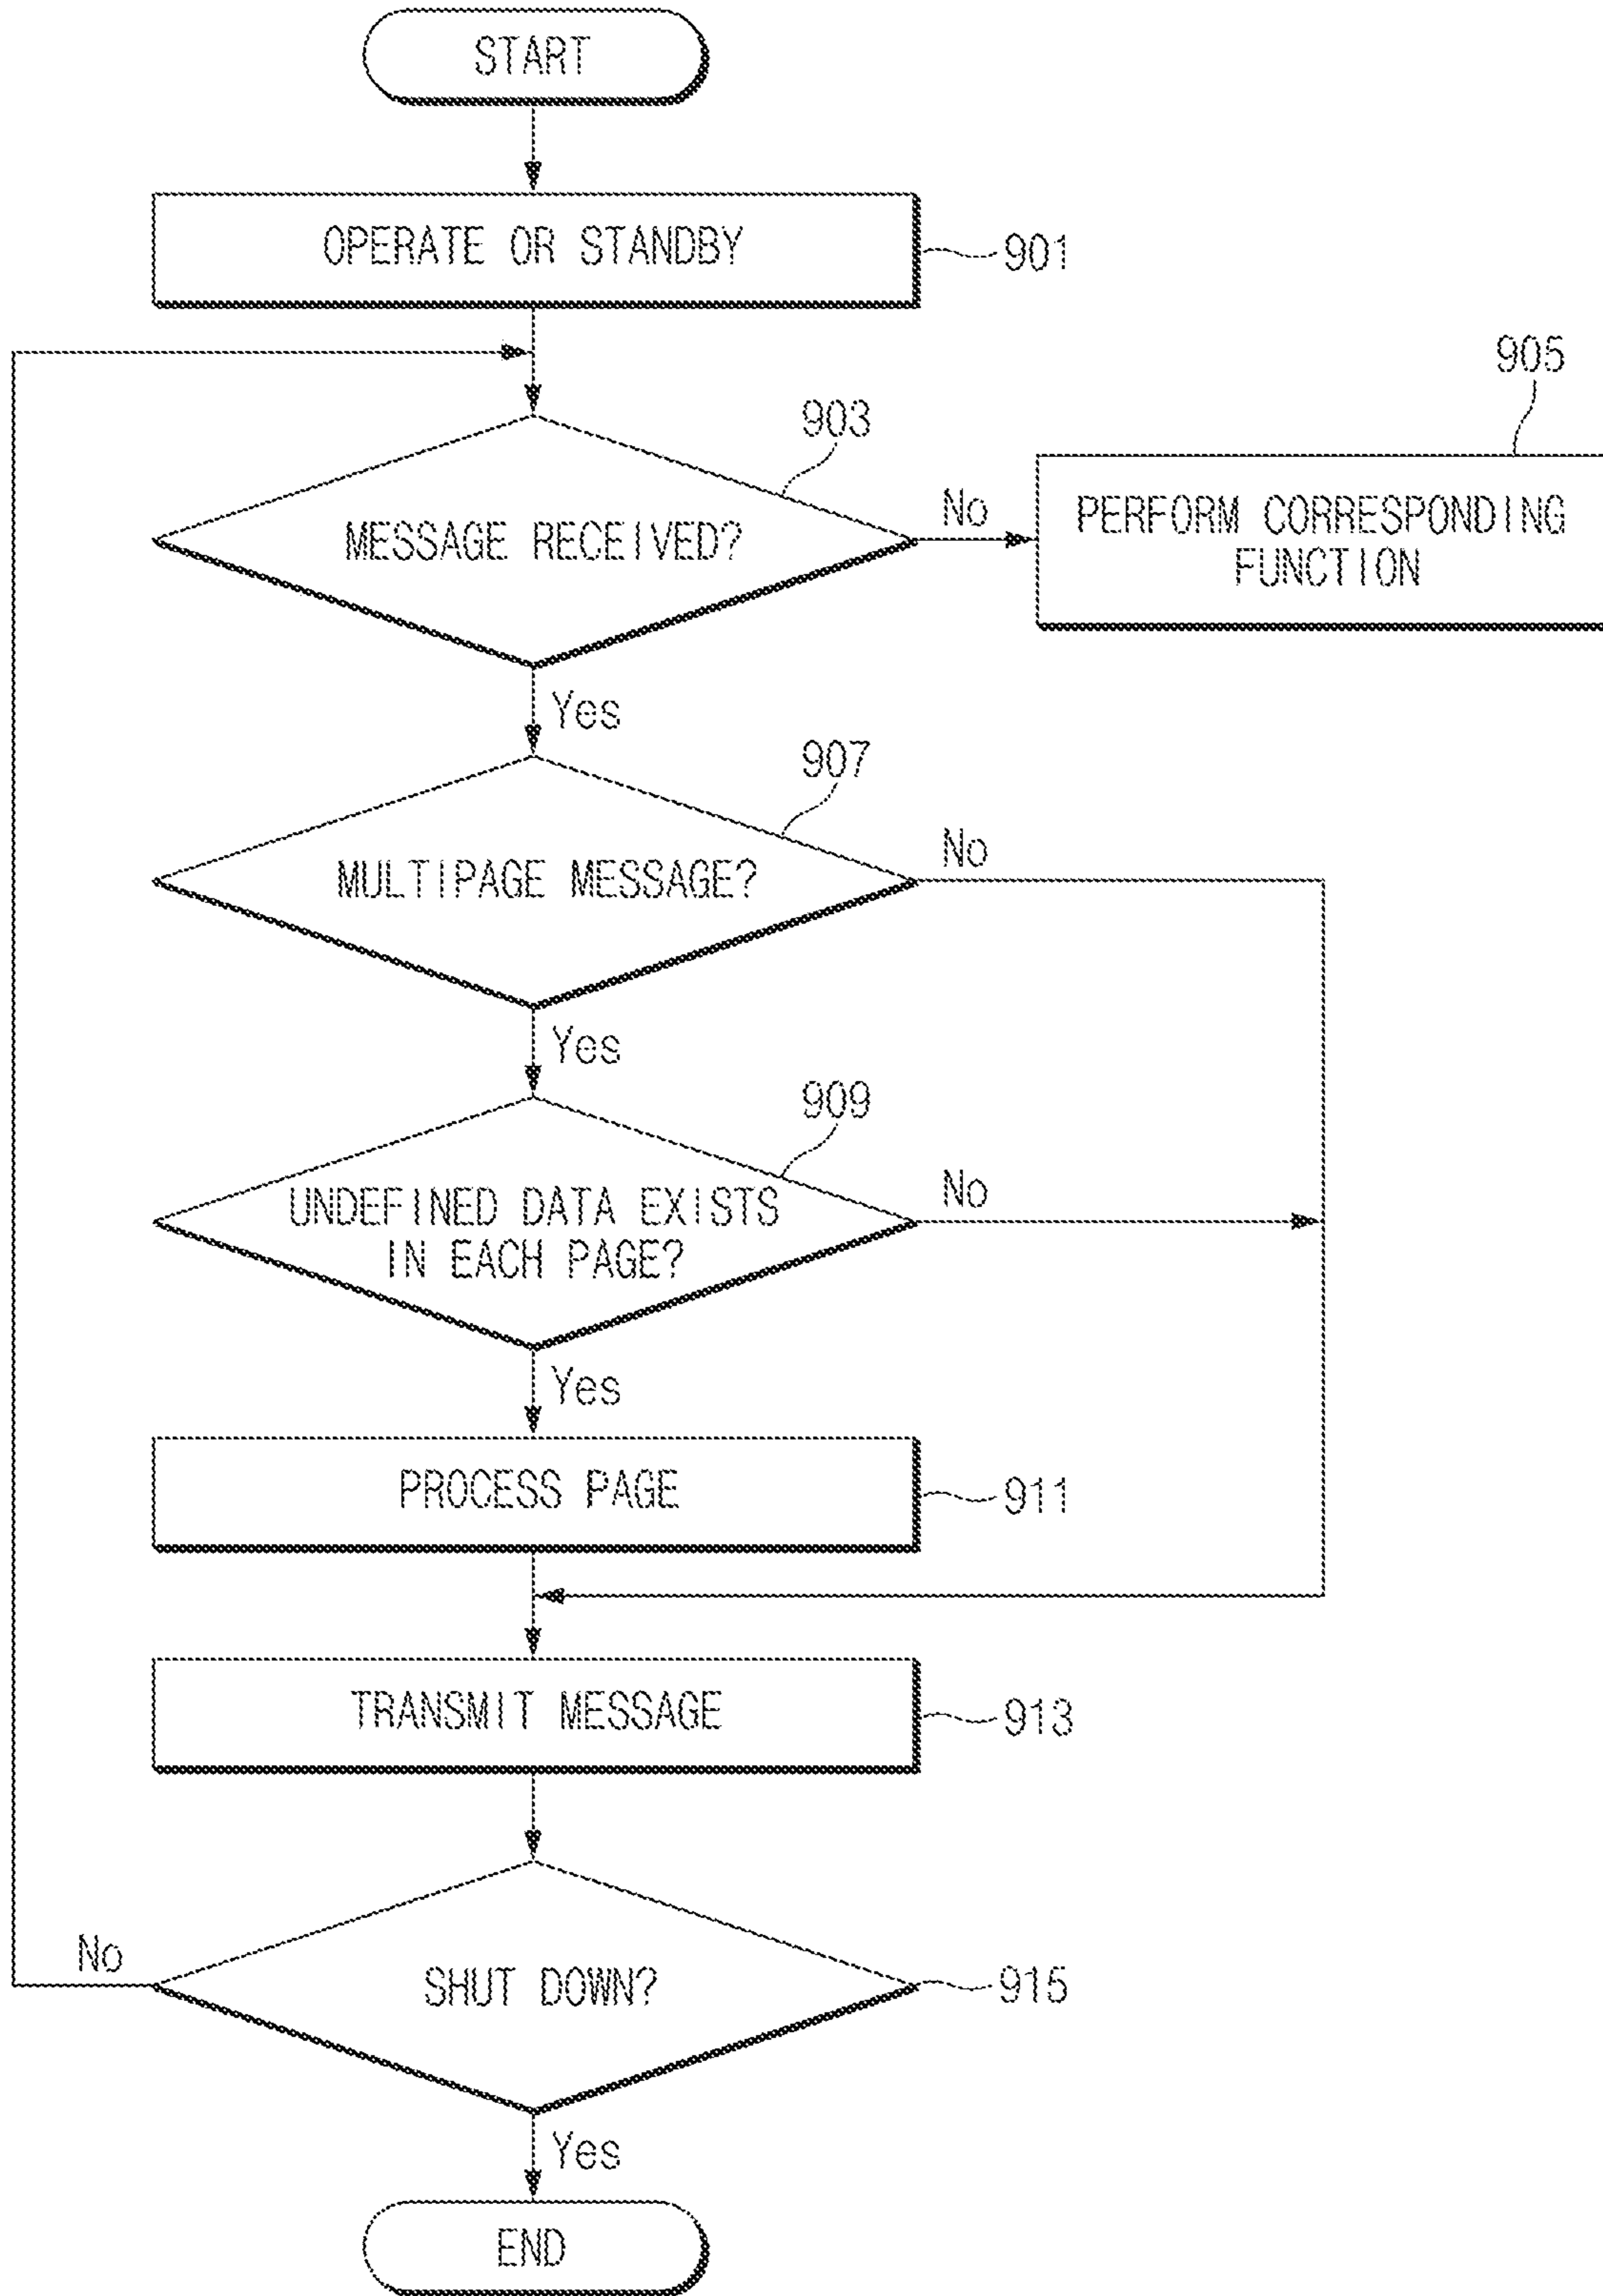 START
OPERATE OR STANDBY
901
905
903
No
PERFORM CORRESPONDING
FUNCTION
MESSAGE RECEIVED?
Yes
907
No
MULTIPAGE MESSAGE?
Yes
909
No
UNDEFINED DATA EXISTS
IN EACH PAGE?
Yes
PROCESS PAGE
911
TRANSMIT MESSAGE
913
No
SHUT DOWN?
915
Yes
END